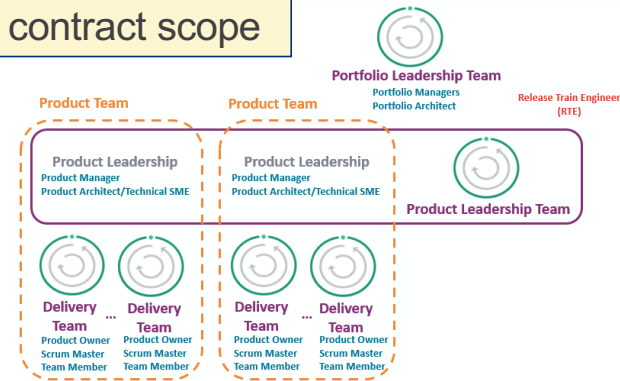 contract scope
Portfolio Leadership Team
Portfolio Managers
Portfolio Architect
Release Train Engineer
(RTE)
Product Team
Product Team
Product Leadership
Product Manager
Product Architect/Technical SME
Product Leadership
Product Manager
Product Architect/Technical SME
Product Leadership Team
Delivery
Team
Product Owner
Scrum Master
Team Member
...
Delivery
Team
Product Owner
Scrum Master
Team Member
Delivery
Team
Product Owner
Scrum Master
Team Member
...
Delivery
Team
Product Owner
Scrum Master
Team Member